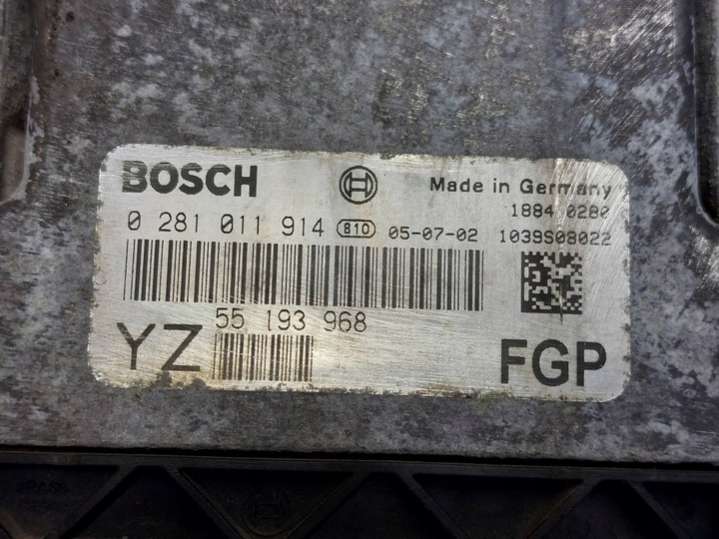 BOSCH Made in Germany
1884 0280
0 281 011 914 810 05-07-02 1039S08022
55 193 968
YZ FGP